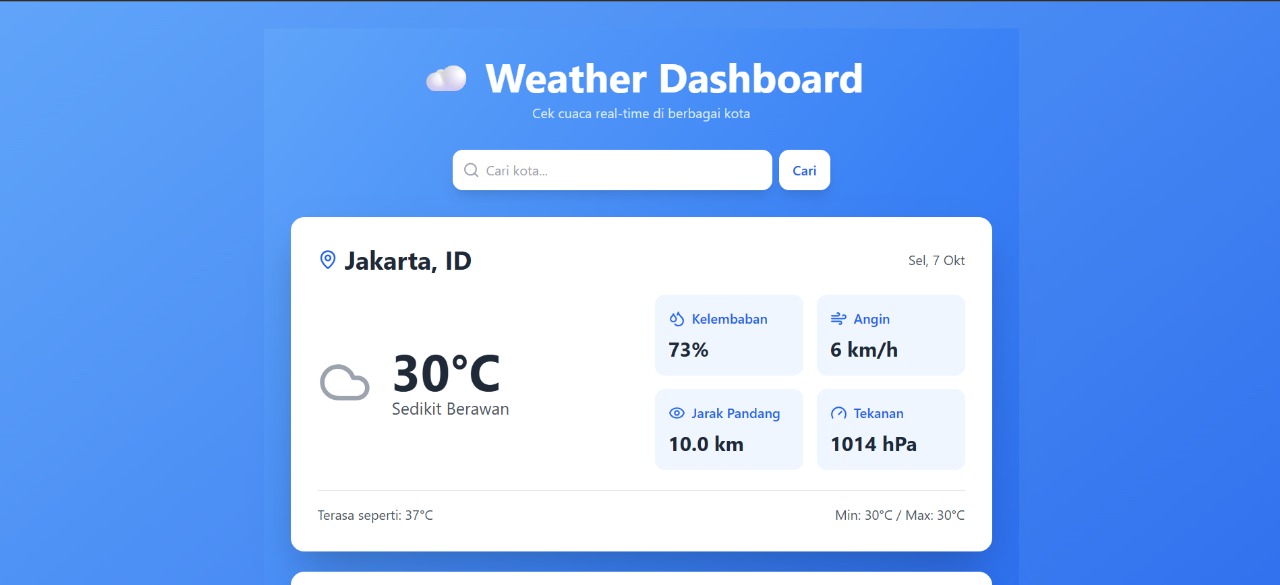 Weather Dashboard
Cek cuaca real-time di berbagai kota
Cari kota...
Cari
Jakarta, ID
Sel, 7 Okt
30°C
Sedikit Berawan
Kelembaban
73%
Angin
6 km/h
Jarak Pandang
10.0 km
Tekanan
1014 hPa
Terasa seperti: 37°C
Min: 30°C / Max: 30°C